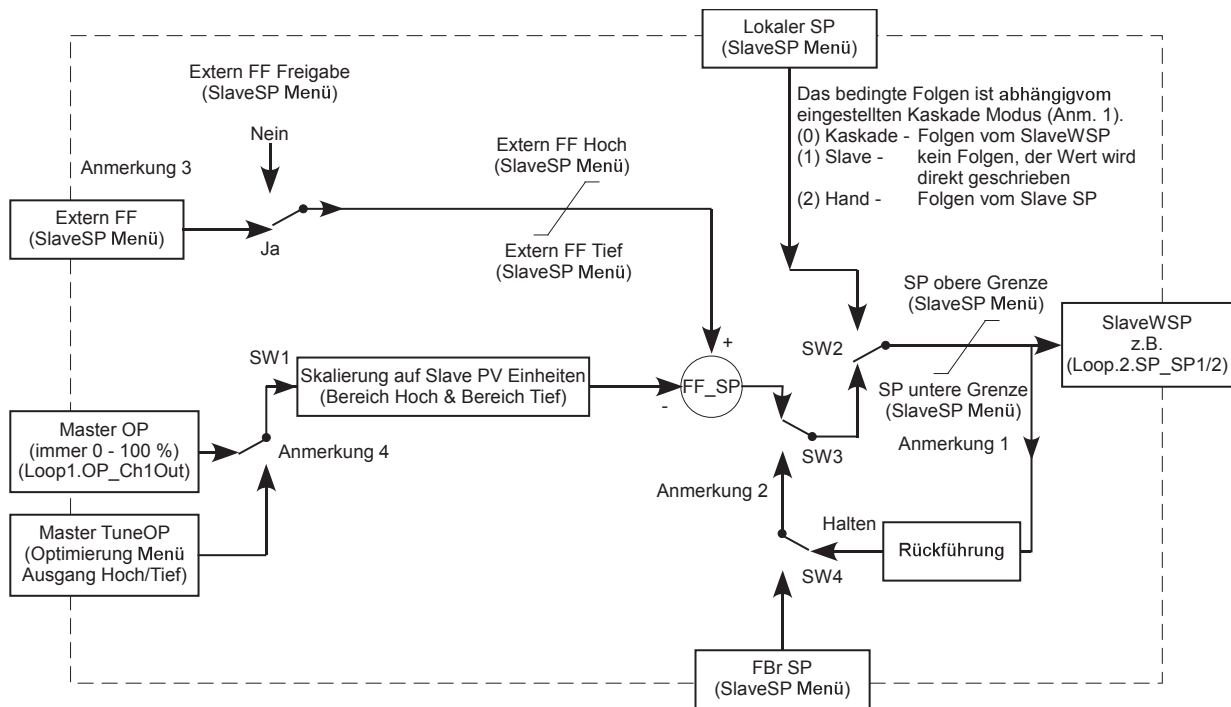 Lokaler SP
(SlaveSP Menü)
Extern FF Freigabe
(SlaveSP Menü)
Nein
Das bedingte Folgen ist abhängigvom
eingestellten Kaskade Modus (Anm. 1).
(0) Kaskade - Folgen vom SlaveWSP
(1) Slave - kein Folgen, der Wert wird
direkt geschrieben
(2) Hand - Folgen vom Slave SP
Anmerkung 3
Extern FF Hoch
(SlaveSP Menü)
Extern FF
(SlaveSP Menü)
Ja
Extern FF Tief
(SlaveSP Menü)
SP obere Grenze
(SlaveSP Menü)
SlaveWSP
z.B.
(Loop.2.SP_SP1/2)
+
SW2
SW1
Skalierung auf Slave PV Einheiten
(Bereich Hoch & Bereich Tief)
-
FF_SP
SP untere Grenze
(SlaveSP Menü)
Master OP
(immer 0 - 100 %)
(Loop1.OP_Ch1Out)
Anmerkung 4
SW3
Anmerkung 1
Anmerkung 2
Master TuneOP
(Optimierung Menü
Ausgang Hoch/Tief)
Halten
Rückführung
SW4
FBr SP
(SlaveSP Menü)